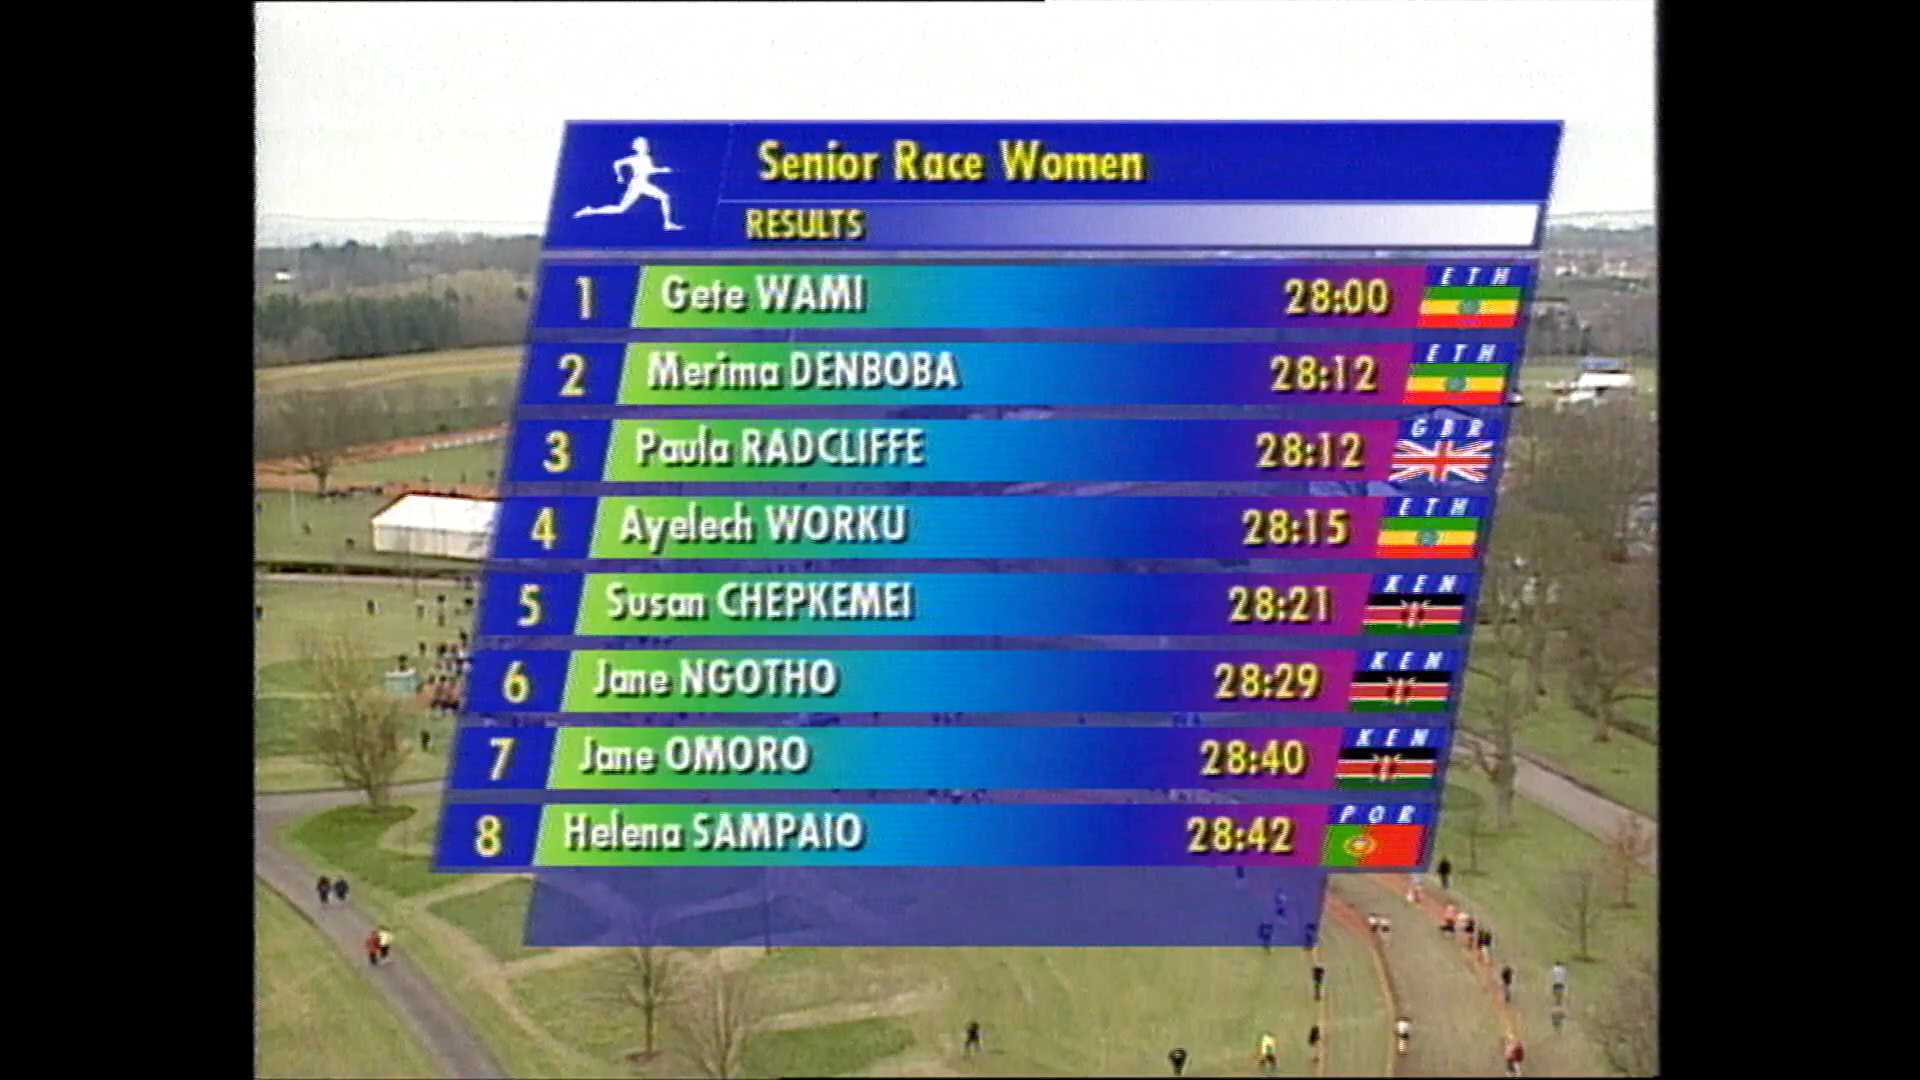 Senior Race Women
RESULTS
1 Gete WAMI 28:00 ETH
2 Merima DENBOBA 28:12 ETH
3 Paula RADCLIFFE 28:12 GBR
4 Ayelech WORKU 28:15 ETH
5 Susan CHEPKEMEI 28:21 KEN
6 Jane NGOTHO 28:29 KEN
7 Jane OMORO 28:40 KEN
8 Helena SAMPAIO 28:42 POR